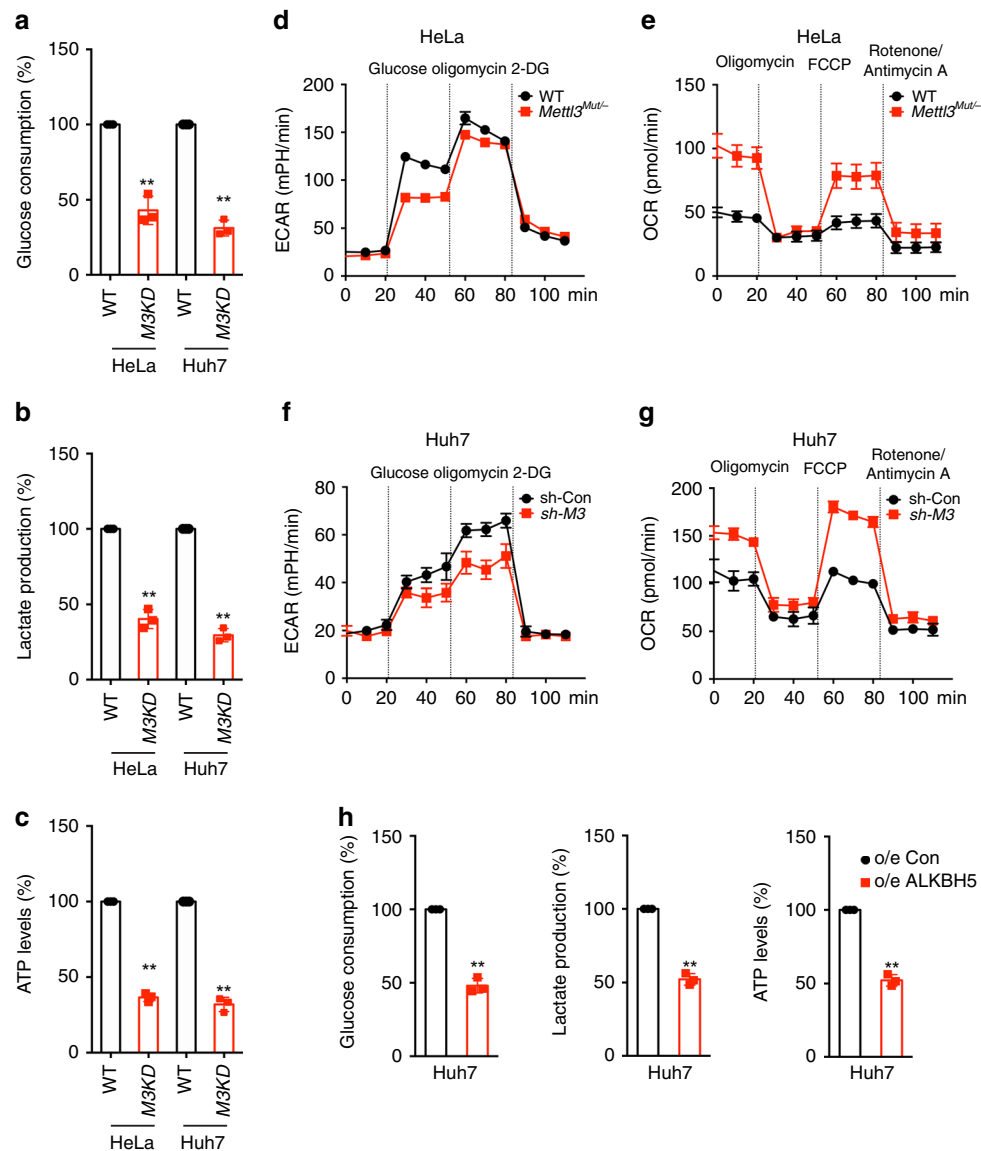 a
Glucose consumption (%)
150
100
50
0
**
**
WT
M3KD
WT
M3KD
HeLa
Huh7
d
HeLa
Glucose oligomycin 2-DG
WT
Mettl3Mut/–
ECAR (mPH/min)
200
150
100
50
0
0 20 40 60 80 100 min
e
HeLa
Oligomycin FCCP Rotenone/
Antimycin A
WT
Mettl3Mut/–
OCR (pmol/min)
150
100
50
0
0 20 40 60 80 100 min
b
Lactate production (%)
150
100
50
0
**
**
WT
M3KD
WT
M3KD
HeLa
Huh7
f
Huh7
Glucose oligomycin 2-DG
sh-Con
sh-M3
ECAR (mPH/min)
80
60
40
20
0
0 20 40 60 80 100 min
g
Huh7
Oligomycin FCCP Rotenone/
Antimycin A
sh-Con
sh-M3
OCR (pmol/min)
200
150
100
50
0
0 20 40 60 80 100 min
c
ATP levels (%)
150
100
50
0
**
**
WT
M3KD
WT
M3KD
HeLa
Huh7
h
Glucose consumption (%)
150
100
50
0
**
Huh7
Lactate production (%)
150
100
50
0
**
Huh7
ATP levels (%)
150
100
50
0
**
Huh7
o/e Con
o/e ALKBH5